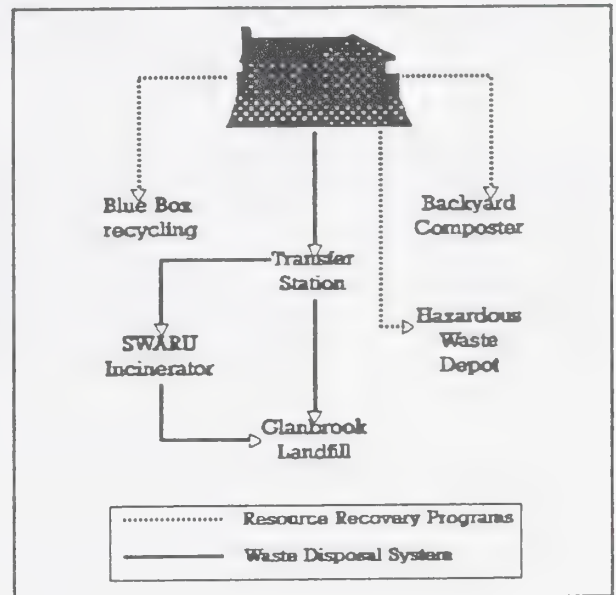 Blue Box
recycling
Backyard
Composter
Transfer
Station
Hazardous
Waste
Depot
SWARU
Incinerator
Glanbrook
Landfill
Resource Recovery Programs
Waste Disposal System